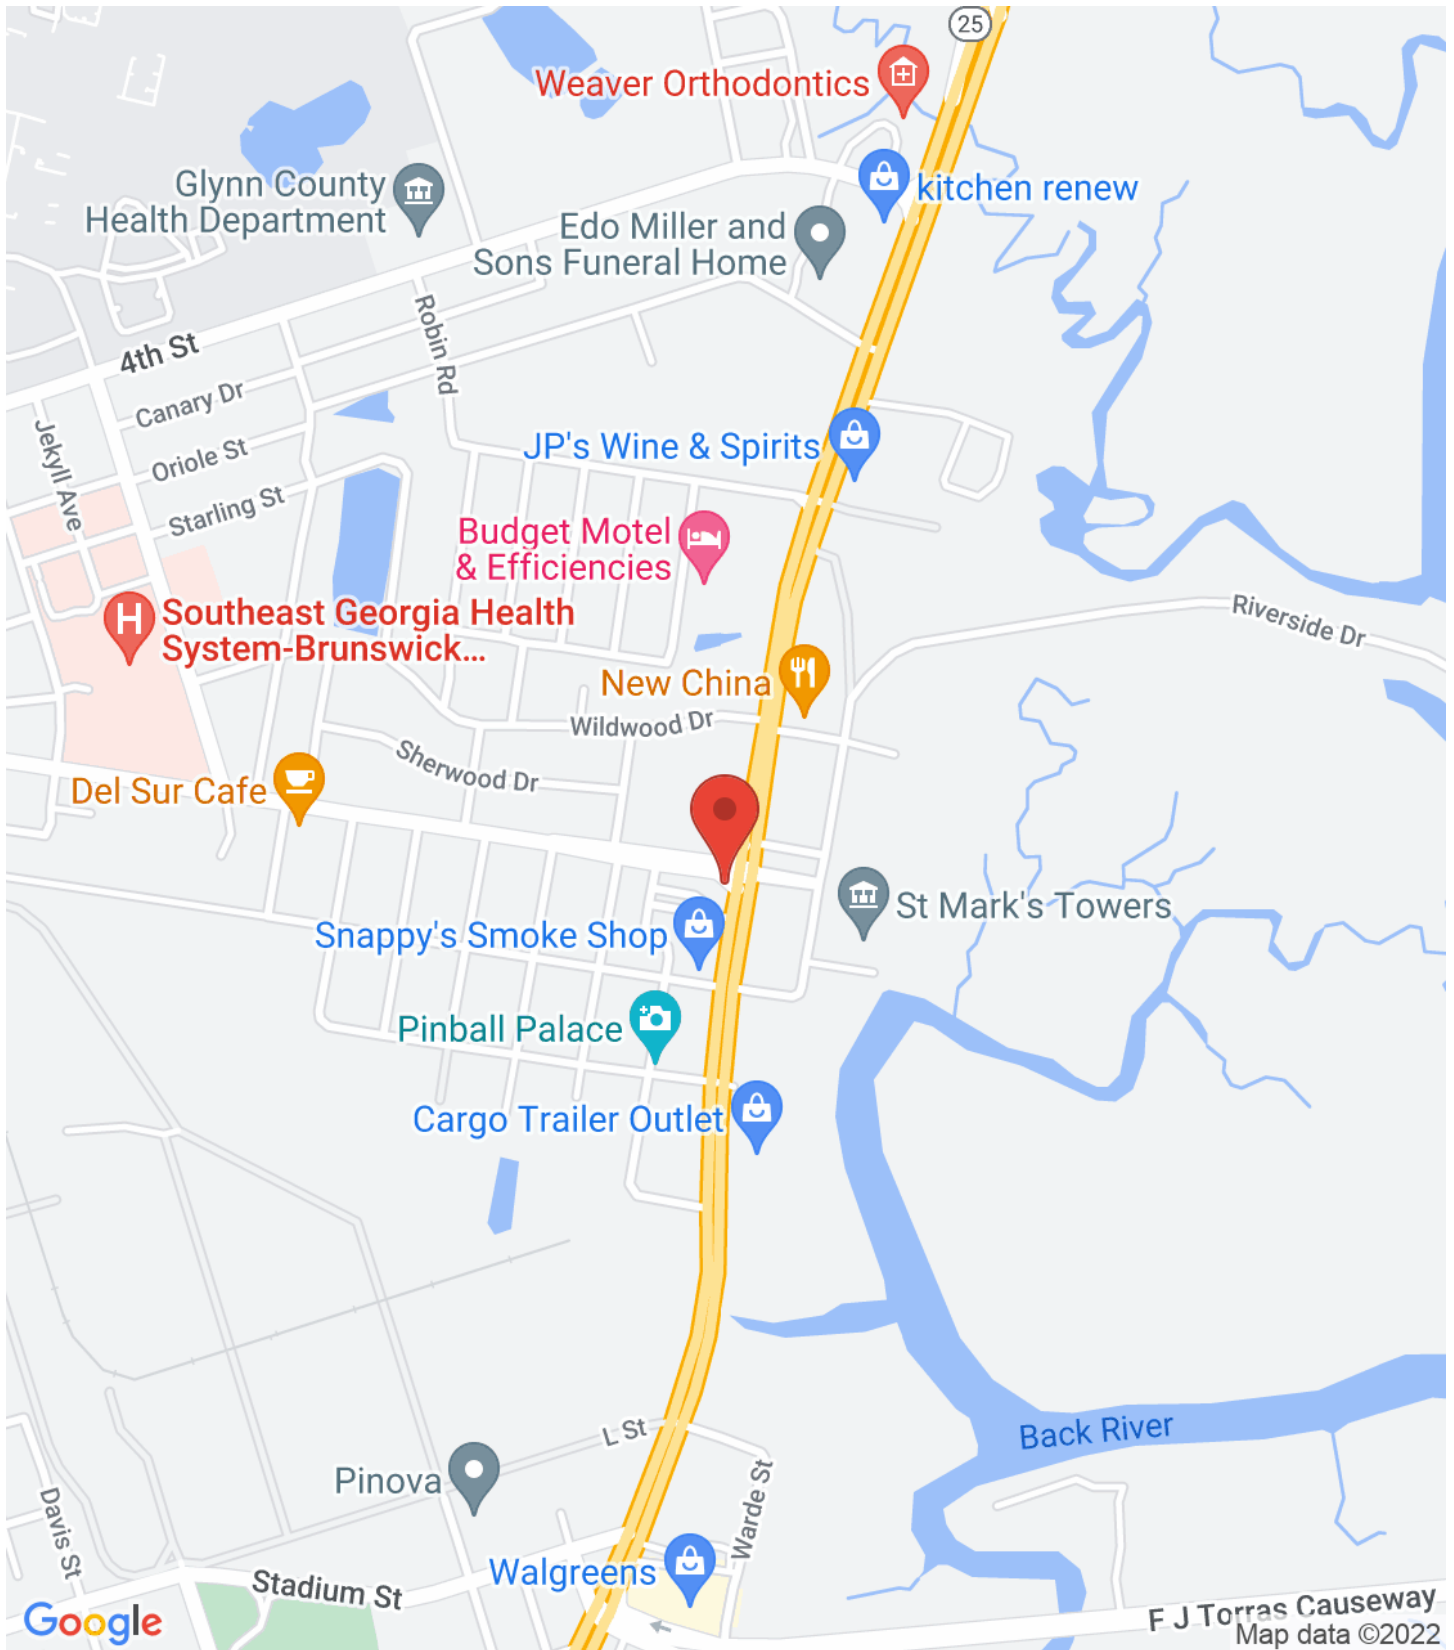 25
Weaver Orthodontics
Glynn County
Health Department
kitchen renew
Edo Miller and
Sons Funeral Home
Robin Rd
4th St
Canary Dr
Jekyll Ave
JP's Wine & Spirits
Oriole St
Starling St
Budget Motel
& Efficiencies
Riverside Dr
H
Southeast Georgia Health
System-Brunswick...
New China
Wildwood Dr
Sherwood Dr
Del Sur Cafe
St Mark's Towers
Snappy's Smoke Shop
Pinball Palace
Cargo Trailer Outlet
L St
Back River
Pinova
Warde St
Davis St
Walgreens
Stadium St
F J Torras Causeway
Google
Map data ©2022